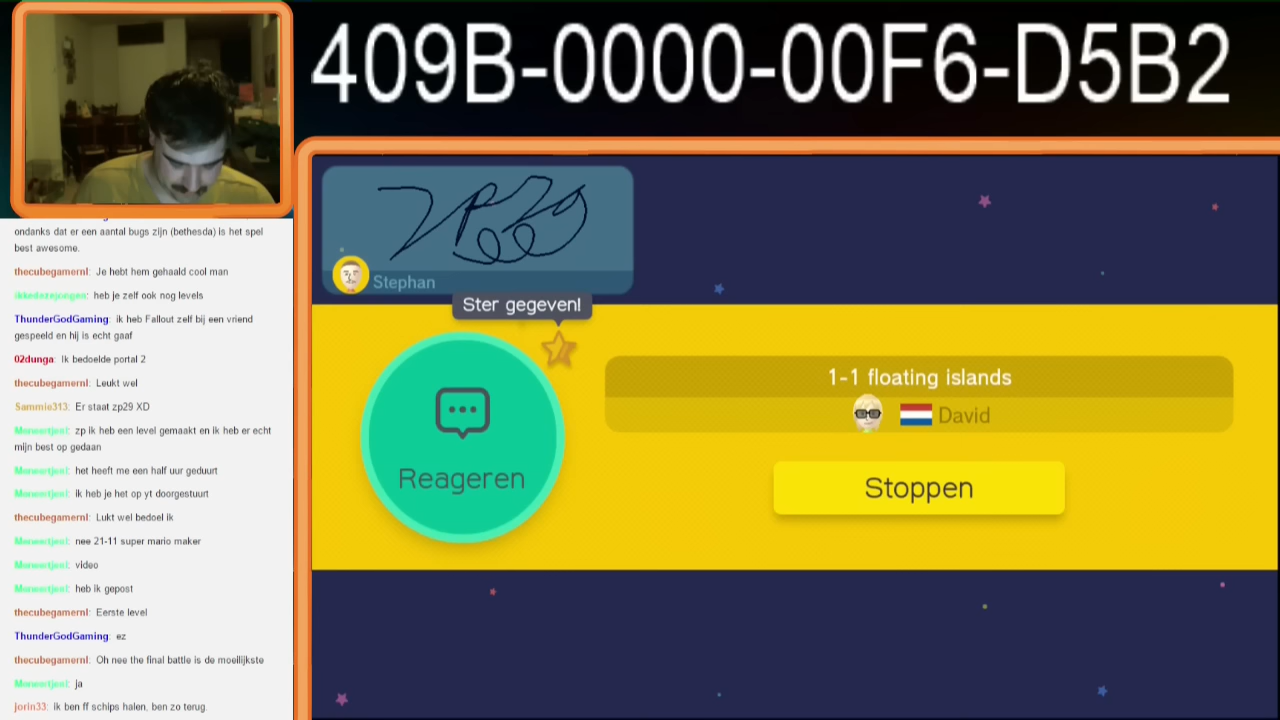 409B-0000-00F6-D5B2
ondanks dat er een aantal bugs zijn (bethesda) is het spel
best awesome.
thecubegamernl: Je hebt hem gehaald cool man
ikkedezejongen: heb je zelf ook nog levels
ThunderGodGaming: ik heb Fallout zelf bij een vriend
gespeeld en hij is echt gaaf
02dunga: Ik bedoelde portal 2
thecubegamernl: Leukt wel
Sammie313: Er staat zp29 XD
zp ik heb een level gemaakt en ik heb er echt
mijn best op gedaan
het heeft me een half uur geduurt
ik heb je het op yt doorgestuurt
thecubegamernl: Lukt wel bedoel ik
nee 21-11 super mario maker
video
heb ik gepost
thecubegamernl: Eerste level
ThunderGodGaming: ez
thecubegamernl: Oh nee the final battle is de moeilijkste
ja
jorin33: ik ben ff schips halen, ben zo terug.
Stephan
Ster gegeven!
Reageren
1-1 floating islands
David
Stoppen